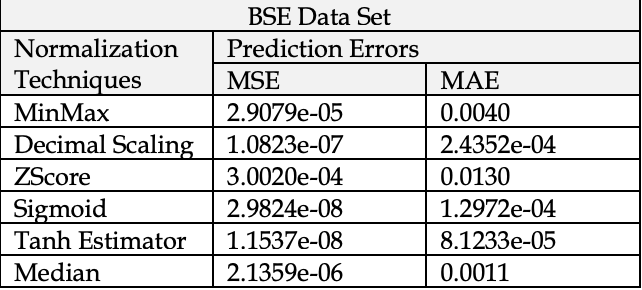 BSE Data Set
Normalization Techniques Prediction Errors
MSE MAE
MinMax 2.9079e-05 0.0040
Decimal Scaling 1.0823e-07 2.4352e-04
ZScore 3.0020e-04 0.0130
Sigmoid 2.9824e-08 1.2972e-04
Tanh Estimator 1.1537e-08 8.1233e-05
Median 2.1359e-06 0.0011